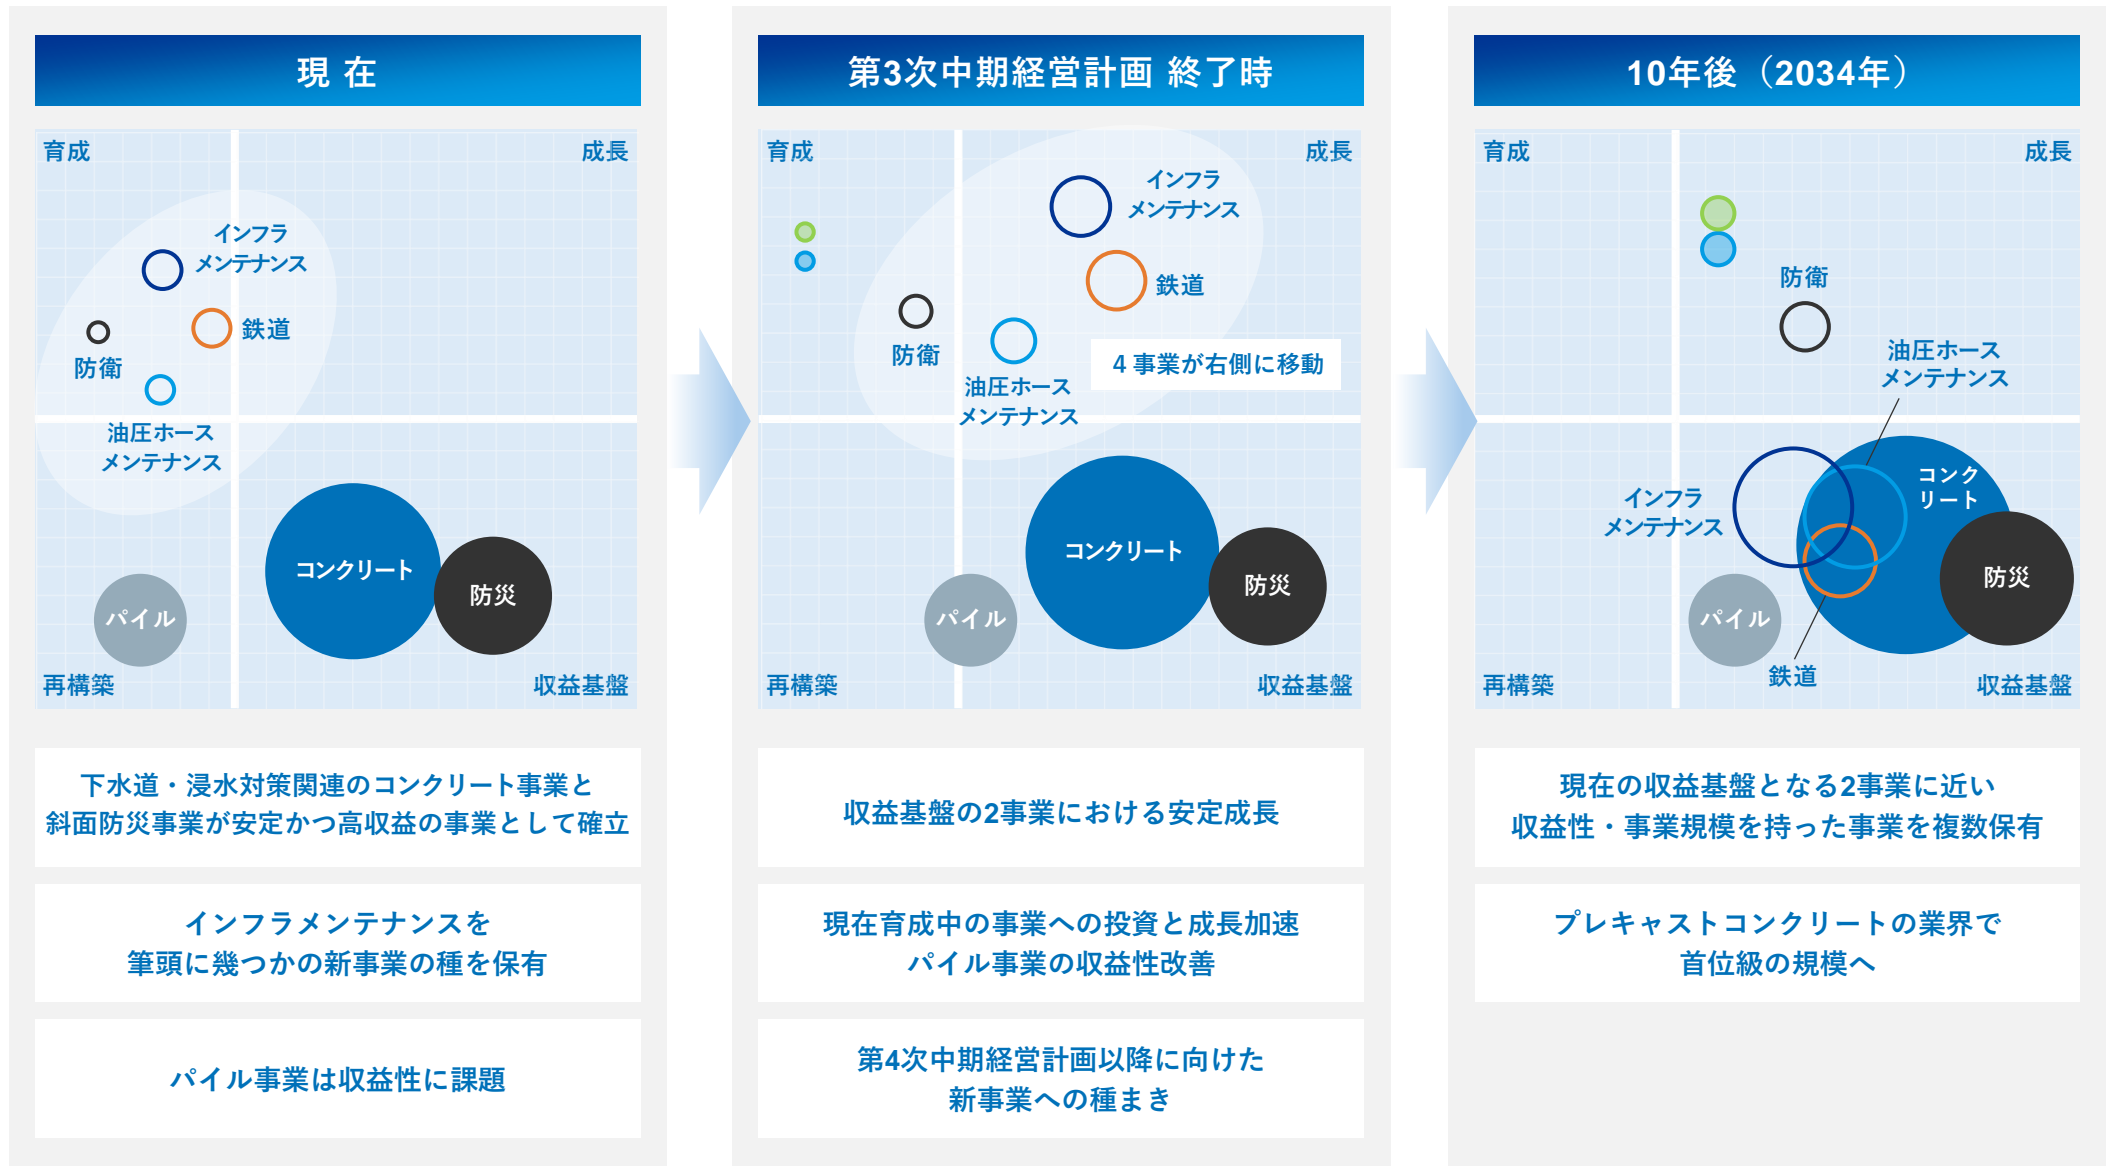 現 在
育成
成長
インフラ
メンテナンス
鉄道
防衛
油圧ホース
メンテナンス
コンクリート
防災
パイル
再構築
収益基盤
下水道・浸水対策関連のコンクリート事業と
斜面防災事業が安定かつ高収益の事業として確立
インフラメンテナンスを
筆頭に幾つかの新事業の種を保有
パイル事業は収益性に課題
第3次中期経営計画 終了時
育成
成長
インフラ
メンテナンス
鉄道
防衛
4 事業が右側に移動
油圧ホース
メンテナンス
コンクリート
防災
パイル
再構築
収益基盤
収益基盤の2事業における安定成長
現在育成中の事業への投資と成長加速
パイル事業の収益性改善
第4次中期経営計画以降に向けた
新事業への種まき
10年後（2034年）
育成
成長
防衛
油圧ホース
メンテナンス
コンク
リート
インフラ
メンテナンス
防災
パイル
鉄道
再構築
収益基盤
現在の収益基盤となる2事業に近い
収益性・事業規模を持った事業を複数保有
プレキャストコンクリートの業界で
首位級の規模へ